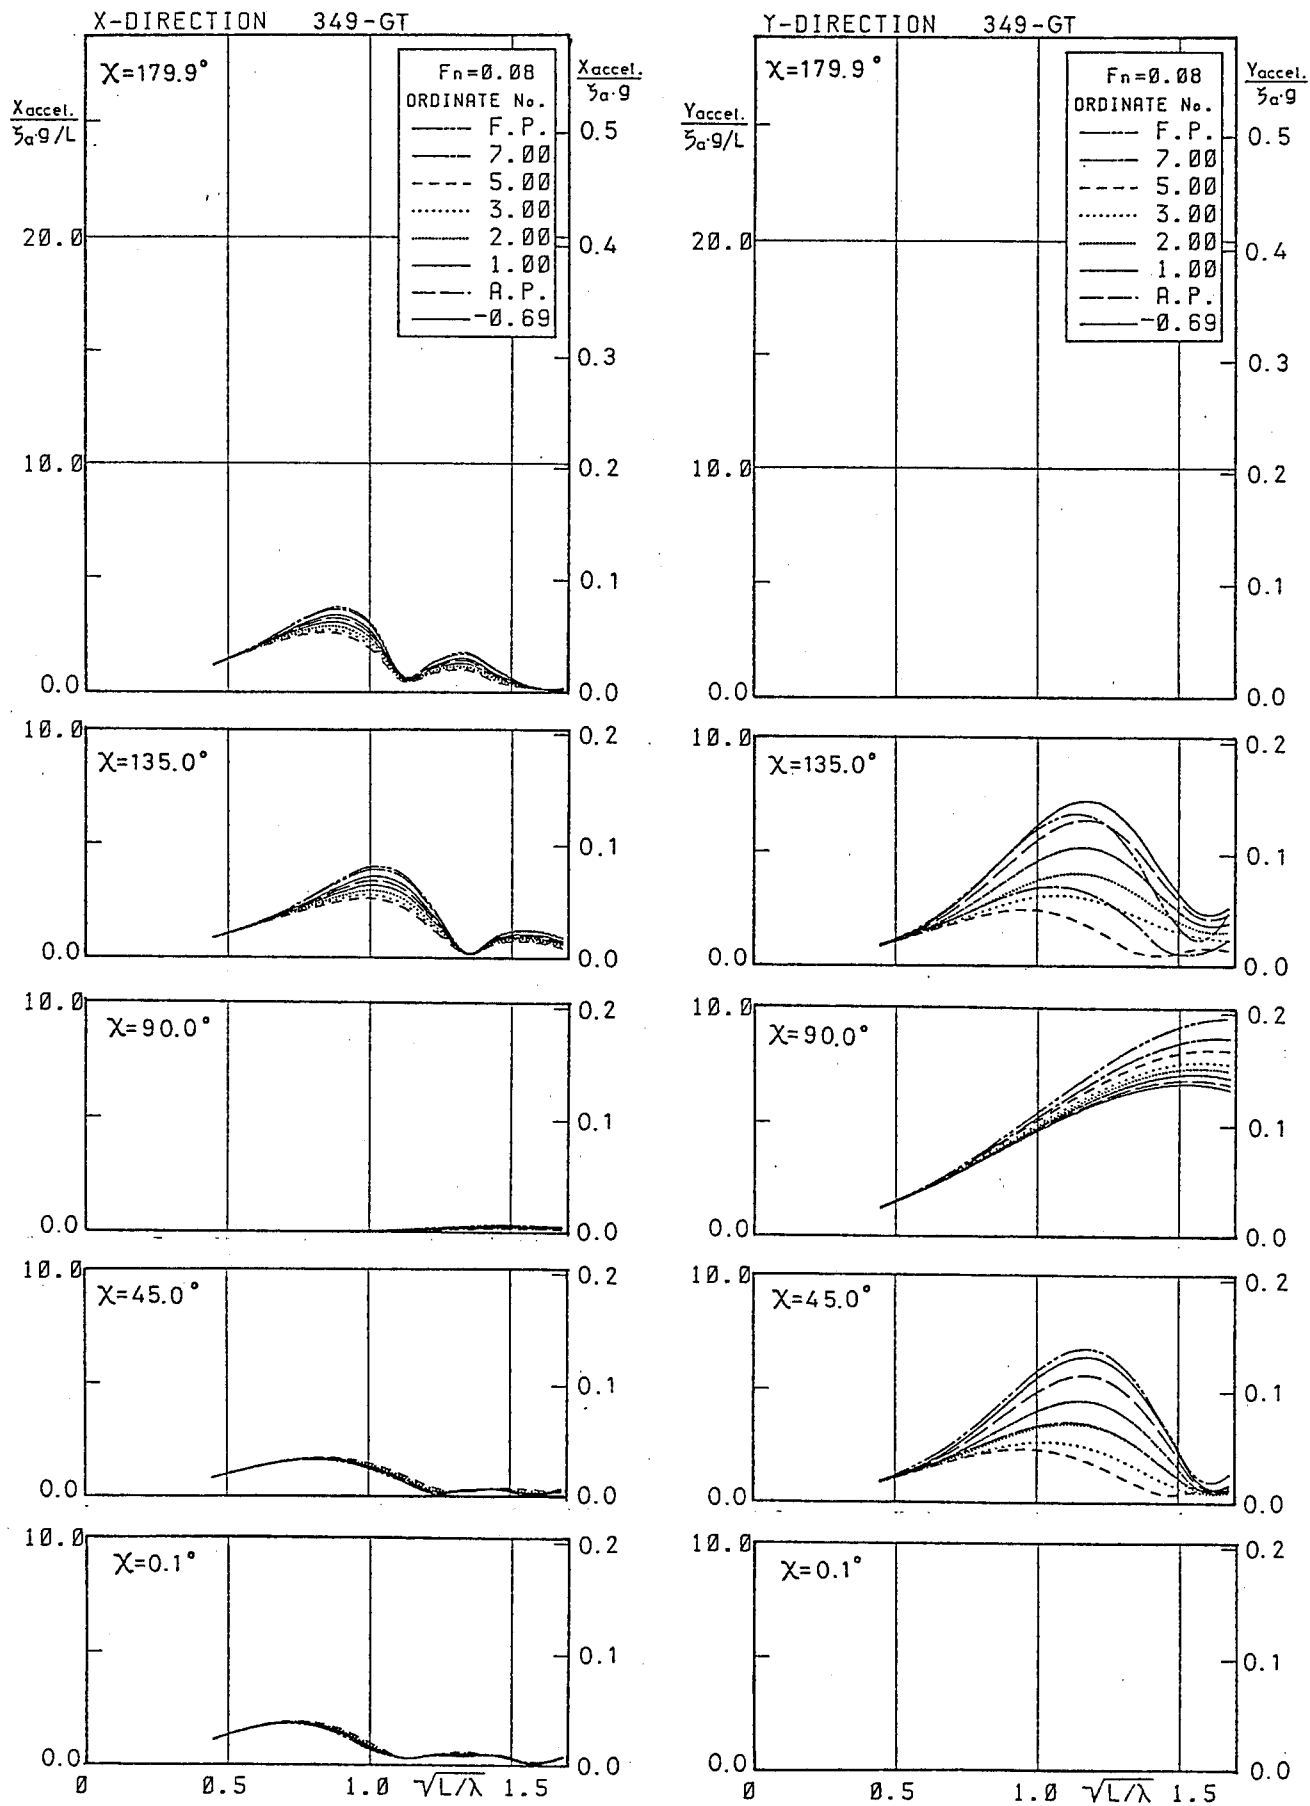 X-DIRECTION 349-GT
χ=179.9°
Xaccel.
ζa·g/L
Fn=0.08
ORDINATE No.
F.P.
7.00
5.00
3.00
2.00
1.00
A.P.
-0.69
Xaccel.
ζa·g
20.0
10.0
0.0
0.5
0.4
0.3
0.2
0.1
0.0
10.0
χ=135.0°
0.0
0.2
0.1
0.0
10.0
χ=90.0°
0.0
0.2
0.1
0.0
10.0
χ=45.0°
0.0
0.2
0.1
0.0
10.0
χ=0.1°
0.0
0.2
0.1
0.0
0 0.5 1.0 √L/λ 1.5
Y-DIRECTION 349-GT
χ=179.9°
Yaccel.
ζa·g/L
Fn=0.08
ORDINATE No.
F.P.
7.00
5.00
3.00
2.00
1.00
A.P.
-0.69
Yaccel.
ζa·g
20.0
10.0
0.0
0.5
0.4
0.3
0.2
0.1
0.0
10.0
χ=135.0°
0.0
0.2
0.1
0.0
10.0
χ=90.0°
0.0
0.2
0.1
0.0
10.0
χ=45.0°
0.0
0.2
0.1
0.0
10.0
χ=0.1°
0.0
0.2
0.1
0.0
0 0.5 1.0 √L/λ 1.5